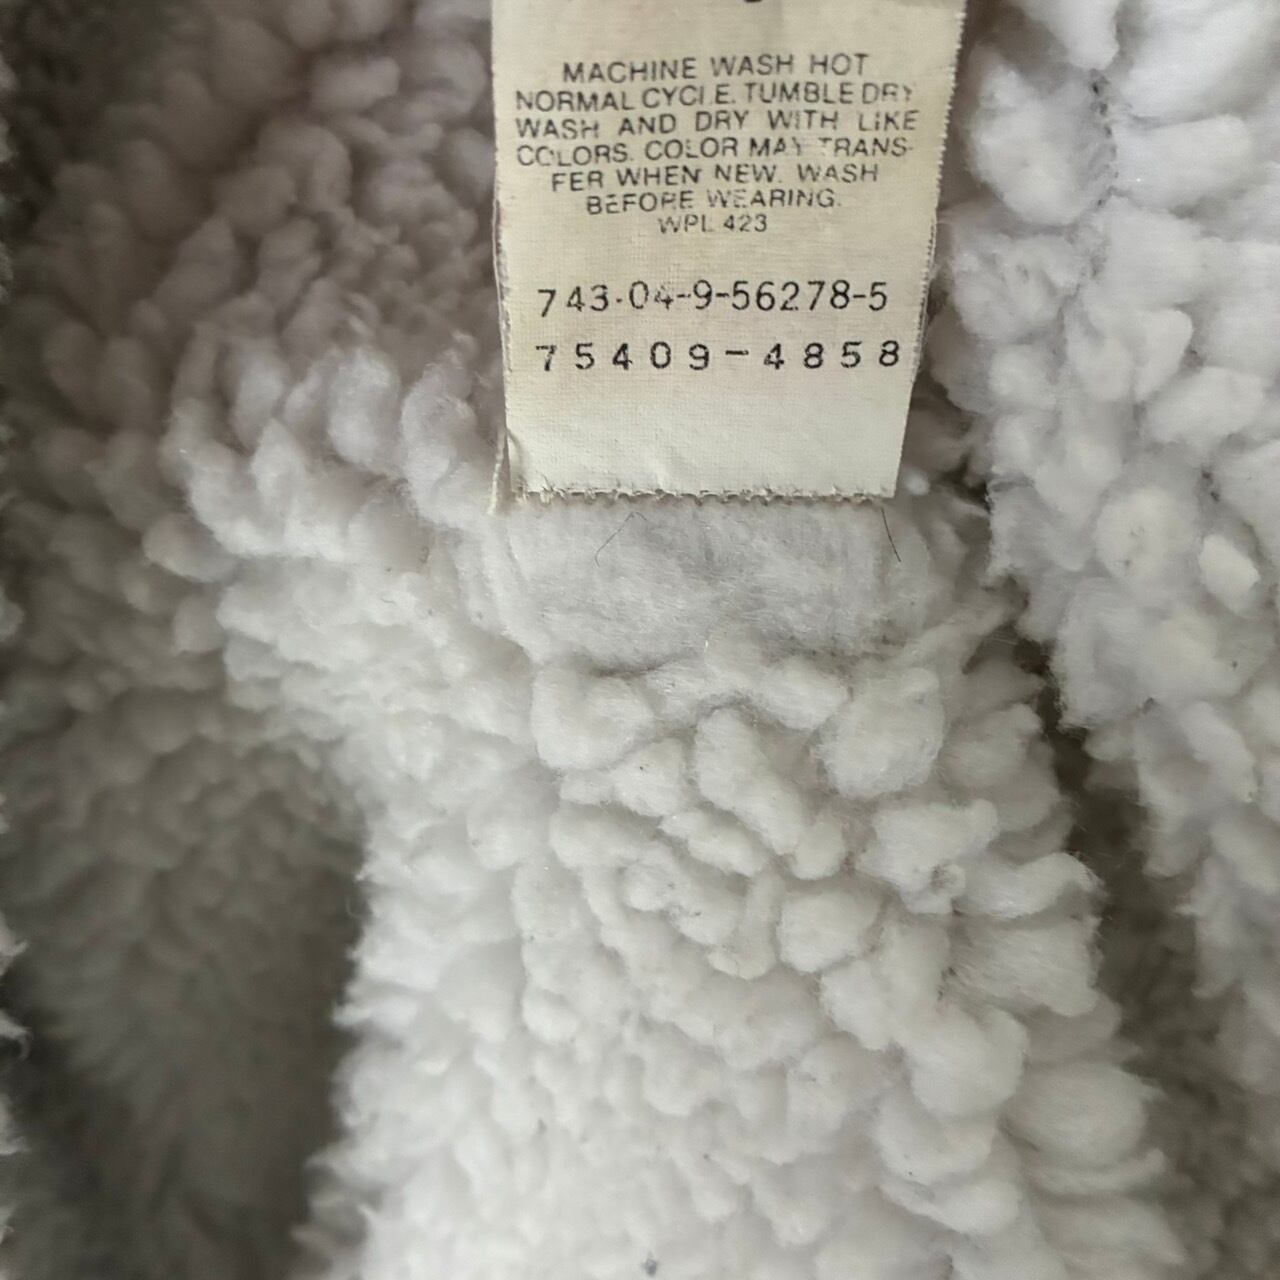 MACHINE WASH HOT
NORMAL CYCLE. TUMBLE DRY
WASH AND DRY WITH LIKE
COLORS. COLOR MAY TRANS-
FER WHEN NEW. WASH
BEFORE WEARING.
WPL 423
743-04-9-56278-5
75409-4858